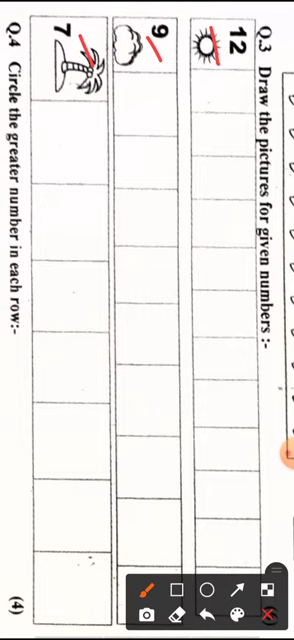 Q.3 Draw the pictures for given numbers :-
12
9
7
Q.4 Circle the greater number in each row:-
(4)